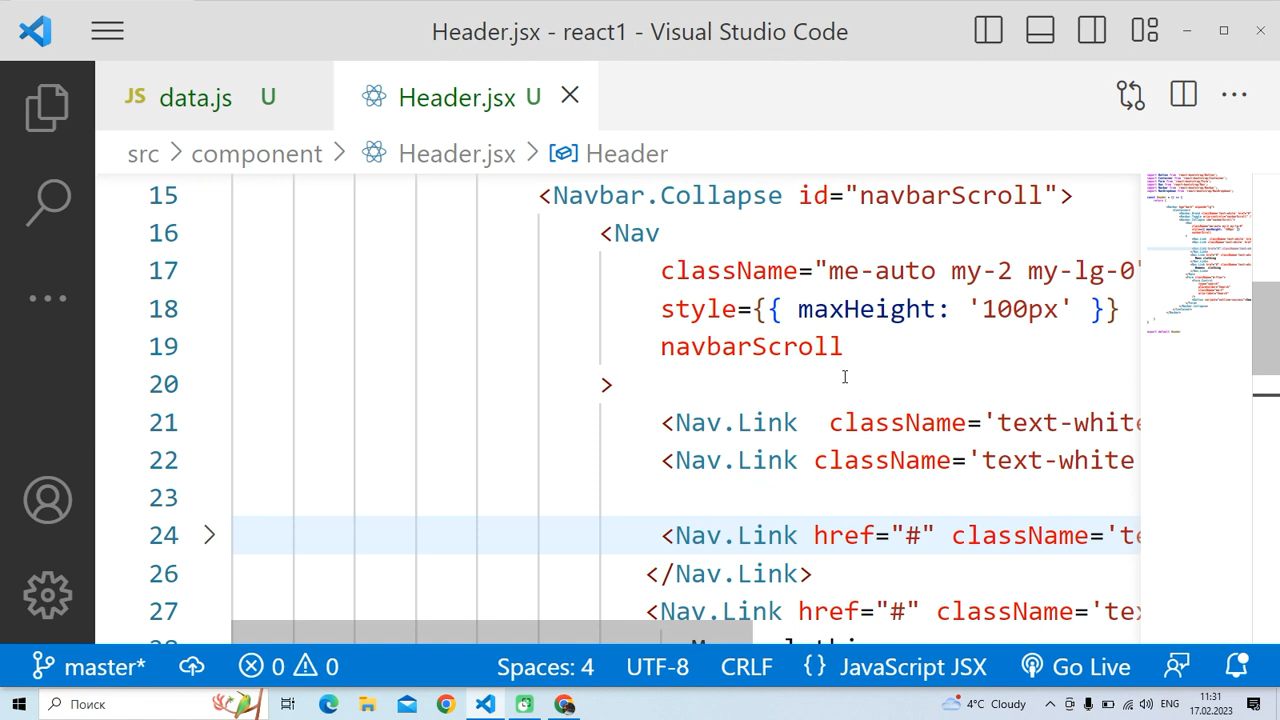 Header.jsx - react1 - Visual Studio Code
JS data.js U
Header.jsx U
src > component > Header.jsx > Header
15 <Navbar.Collapse id="navbarScroll">
16 <Nav
17 className="me-auto my-2 my-lg-0"
18 style={{ maxHeight: '100px' }}
19 navbarScroll
20 >
21 <Nav.Link  className='text-white
22 <Nav.Link className='text-white
23
24 <Nav.Link href="#" className='te
26 </Nav.Link>
27 <Nav.Link href="#" className='tex
master* 0 0 Spaces: 4 UTF-8 CRLF {} JavaScript JSX Go Live
Поиск 4°C Cloudy ENG 11:31
17.02.2023